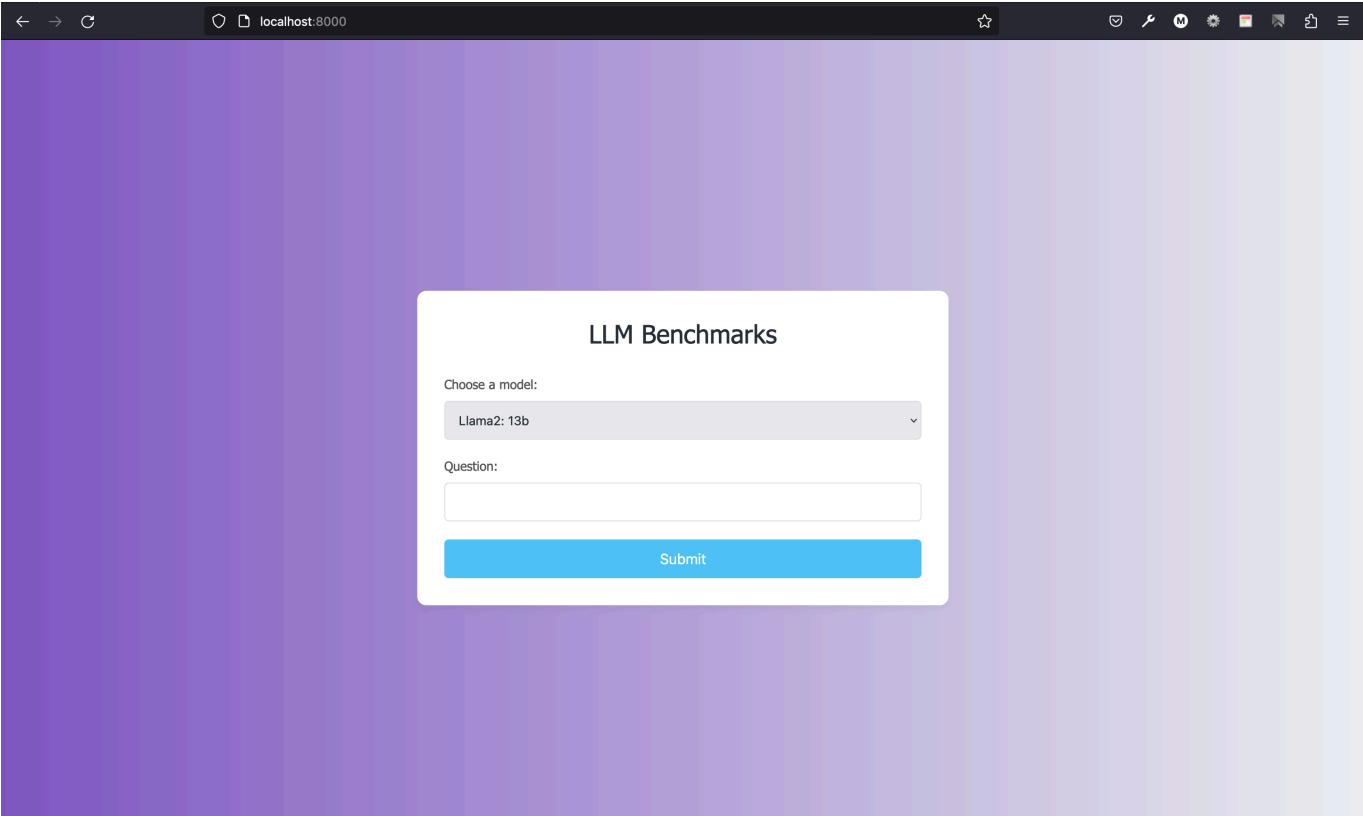 localhost:8000
M
LLM Benchmarks
Choose a model:
Llama2: 13b
Question:
Submit